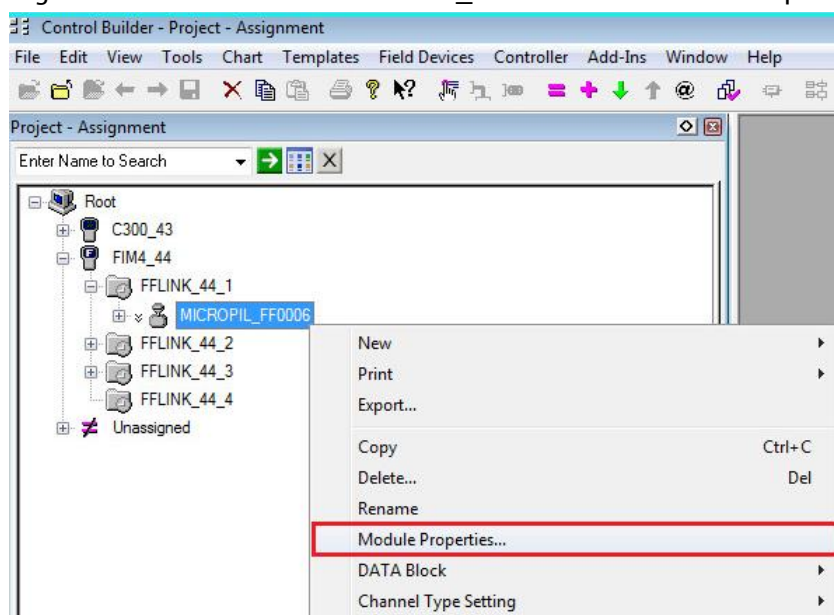 Control Builder - Project - Assignment
File Edit View Tools Chart Templates Field Devices Controller Add-Ins Window Help
Project - Assignment
Enter Name to Search
Root
C300_43
FIM4_44
FFLINK_44_1
MICROPIL_FF0006
FFLINK_44_2
FFLINK_44_3
FFLINK_44_4
Unassigned
New
Print
Export...
Copy Ctrl+C
Delete... Del
Rename
Module Properties...
DATA Block
Channel Type Setting